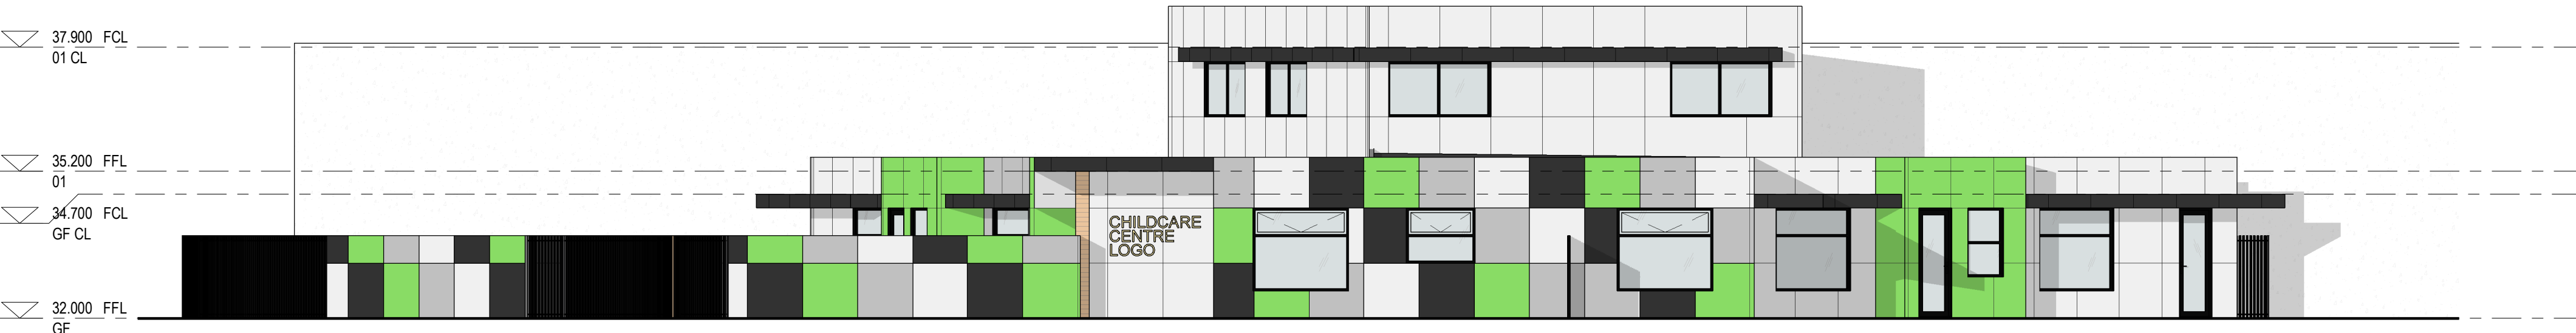 37.900 FCL
01 CL
35.200 FFL
01
34.700 FCL
GF CL
CHILDCARE
CENTRE
LOGO
32.000 FFL
GF